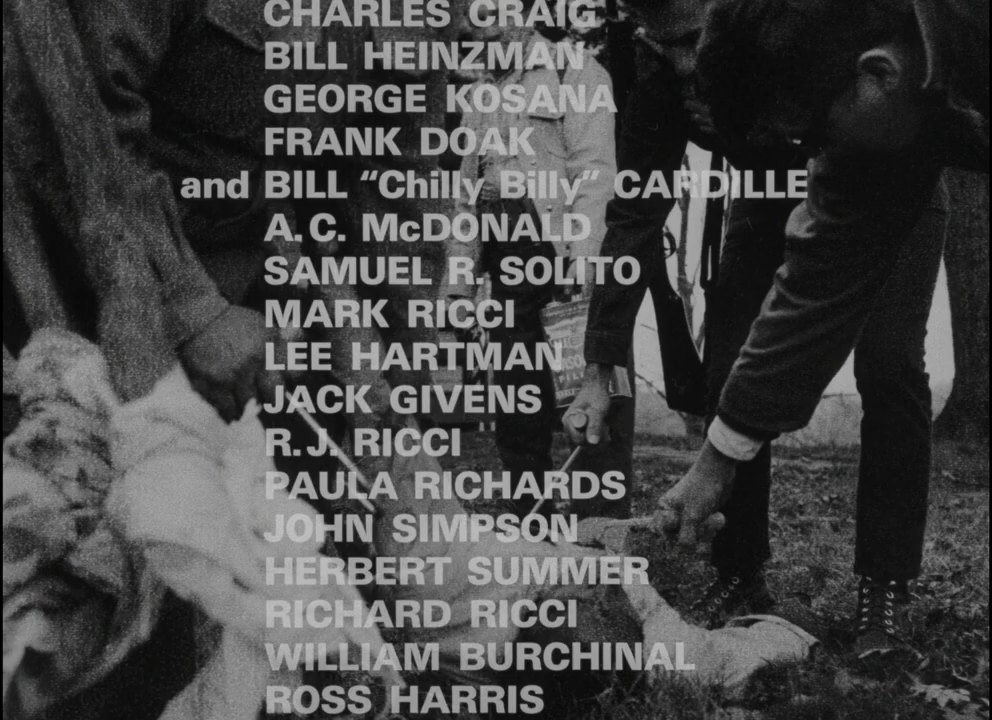 CHARLES CRAIG
BILL HEINZMAN
GEORGE KOSANA
FRANK DOAK
and BILL “Chilly Billy” CARDILLE
A. C. McDONALD
SAMUEL R. SOLITO
MARK RICCI
LEE HARTMAN
JACK GIVENS
R. J. RICCI
PAULA RICHARDS
JOHN SIMPSON
HERBERT SUMMER
RICHARD RICCI
WILLIAM BURCHINAL
ROSS HARRIS